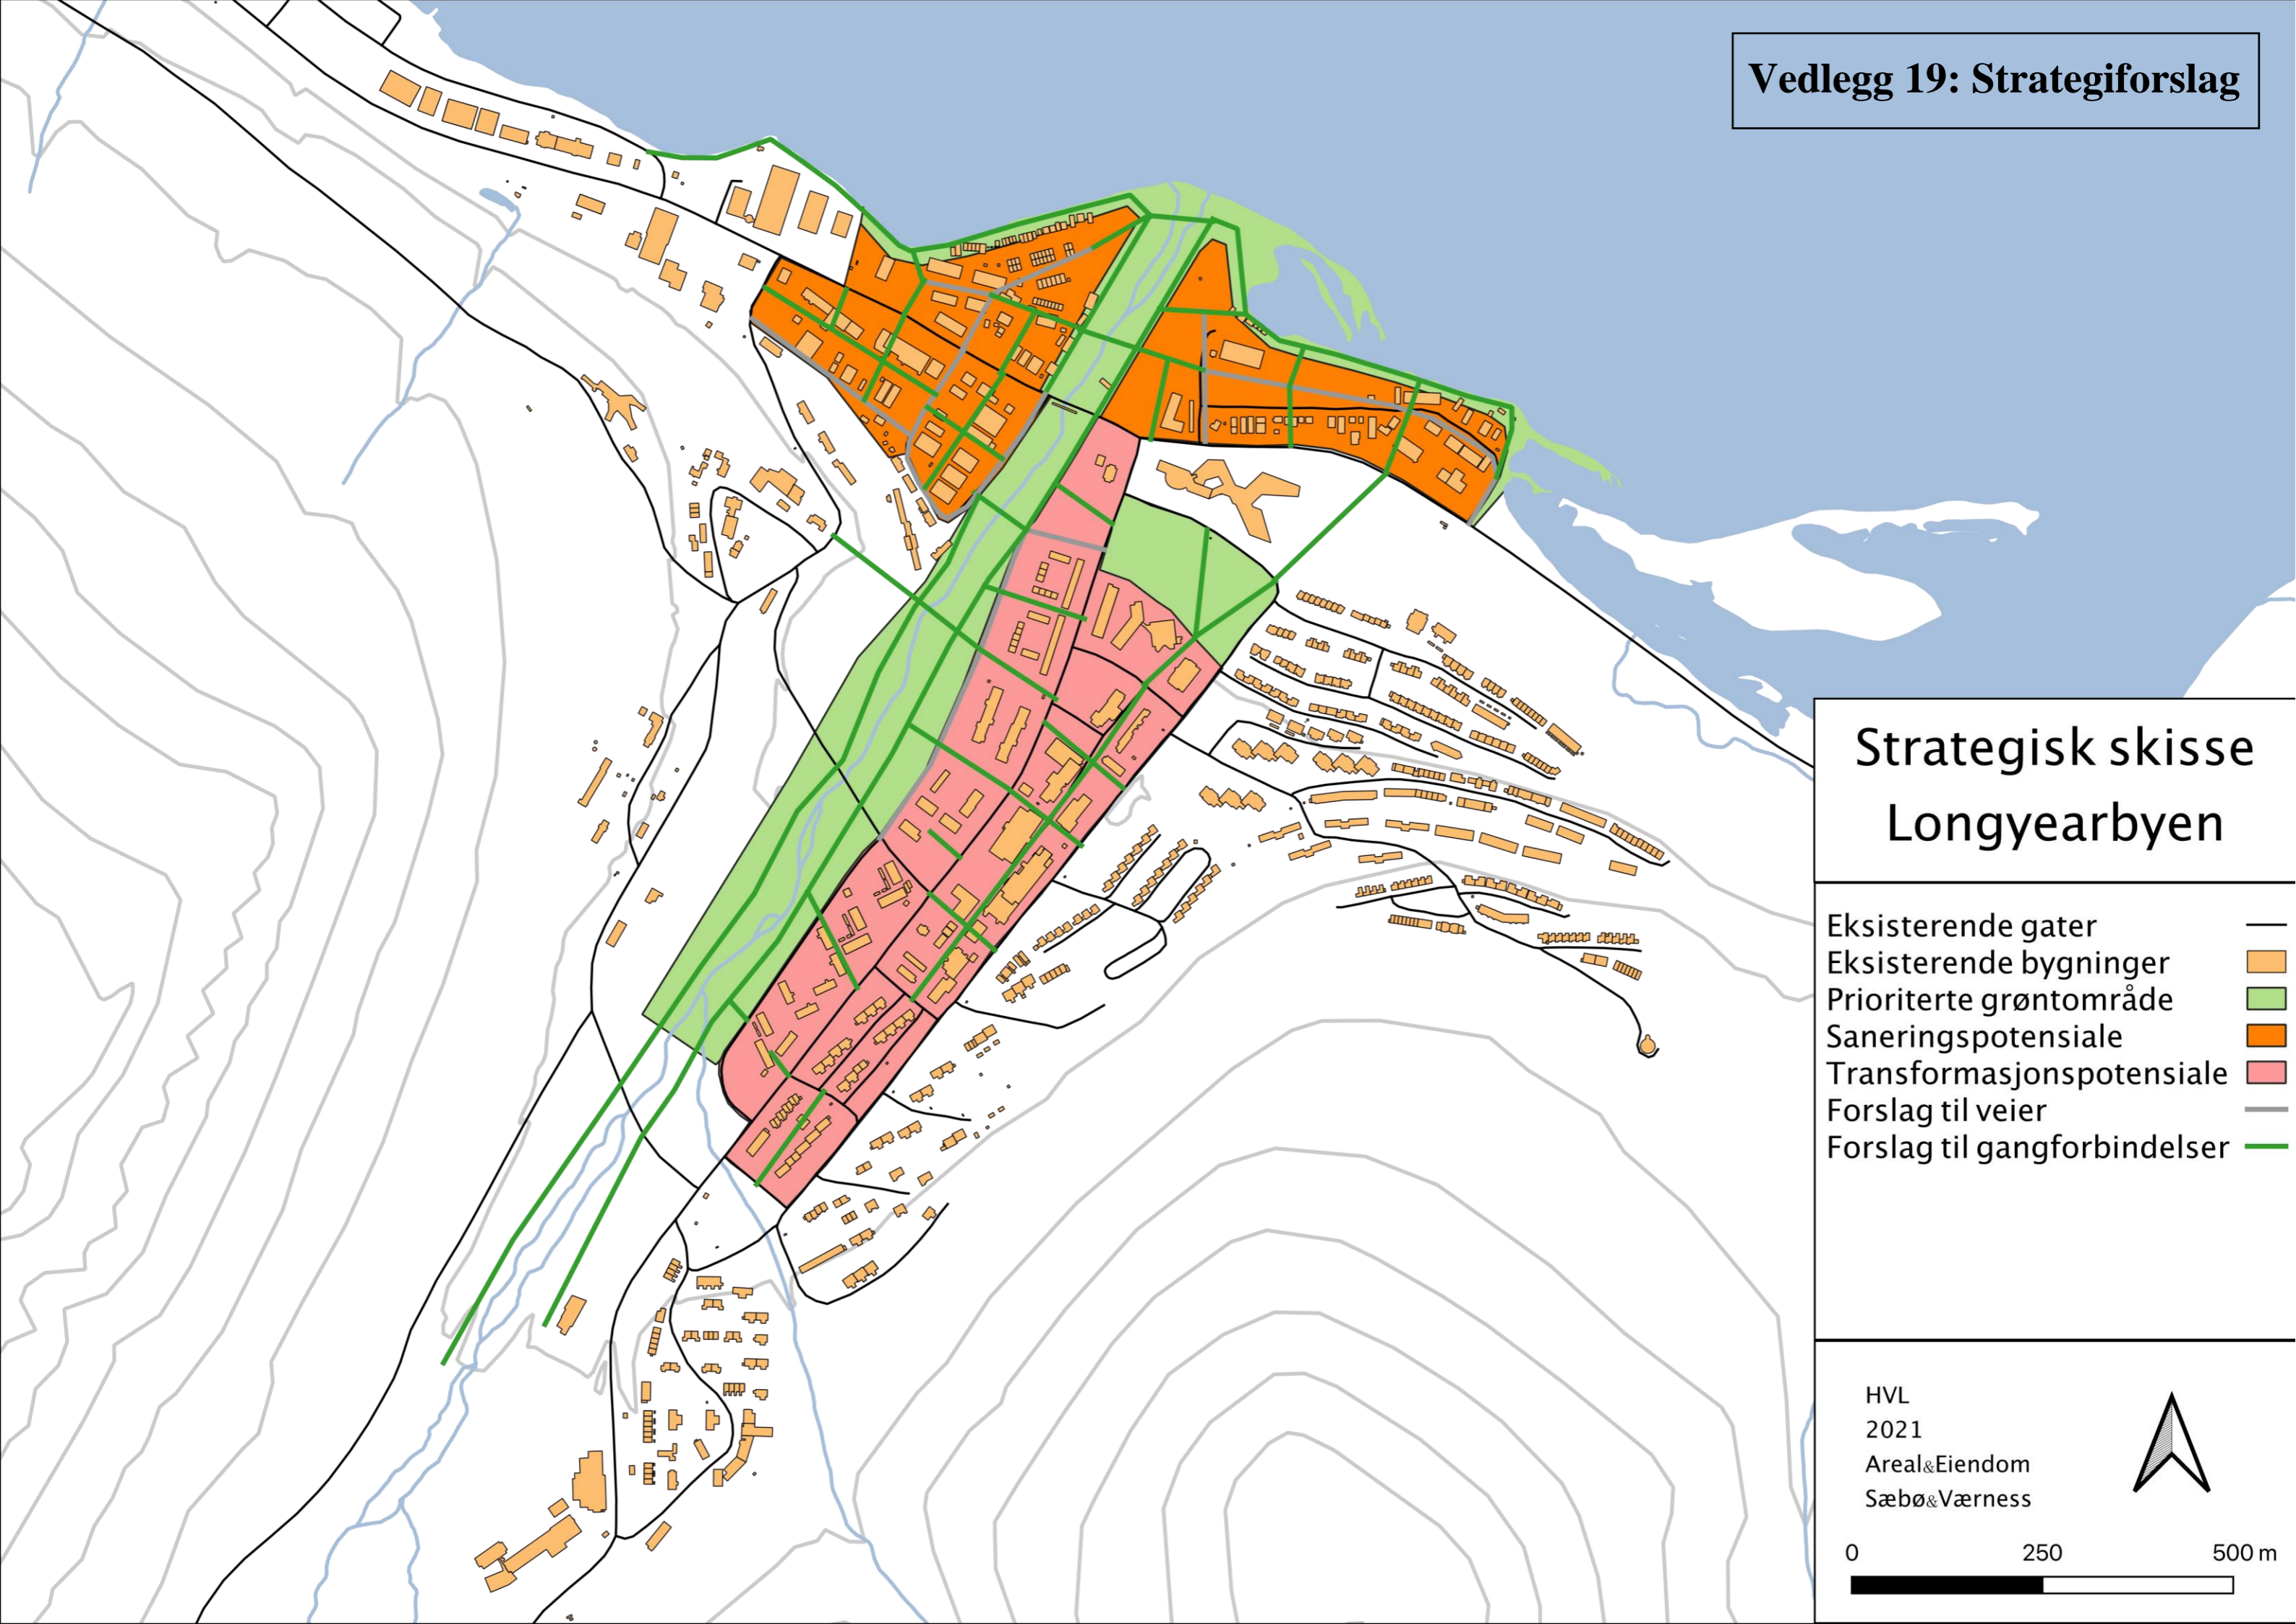 Vedlegg 19: Strategiforslag
Strategisk skisse
Longyearbyen
Eksisterende gater
Eksisterende bygninger
Prioriterte grøntområde
Saneringspotensiale
Transformasjonspotensiale
Forslag til veier
Forslag til gangforbindelser
HVL
2021
Areal&Eiendom
Sæbø&Værness
0 250 500 m